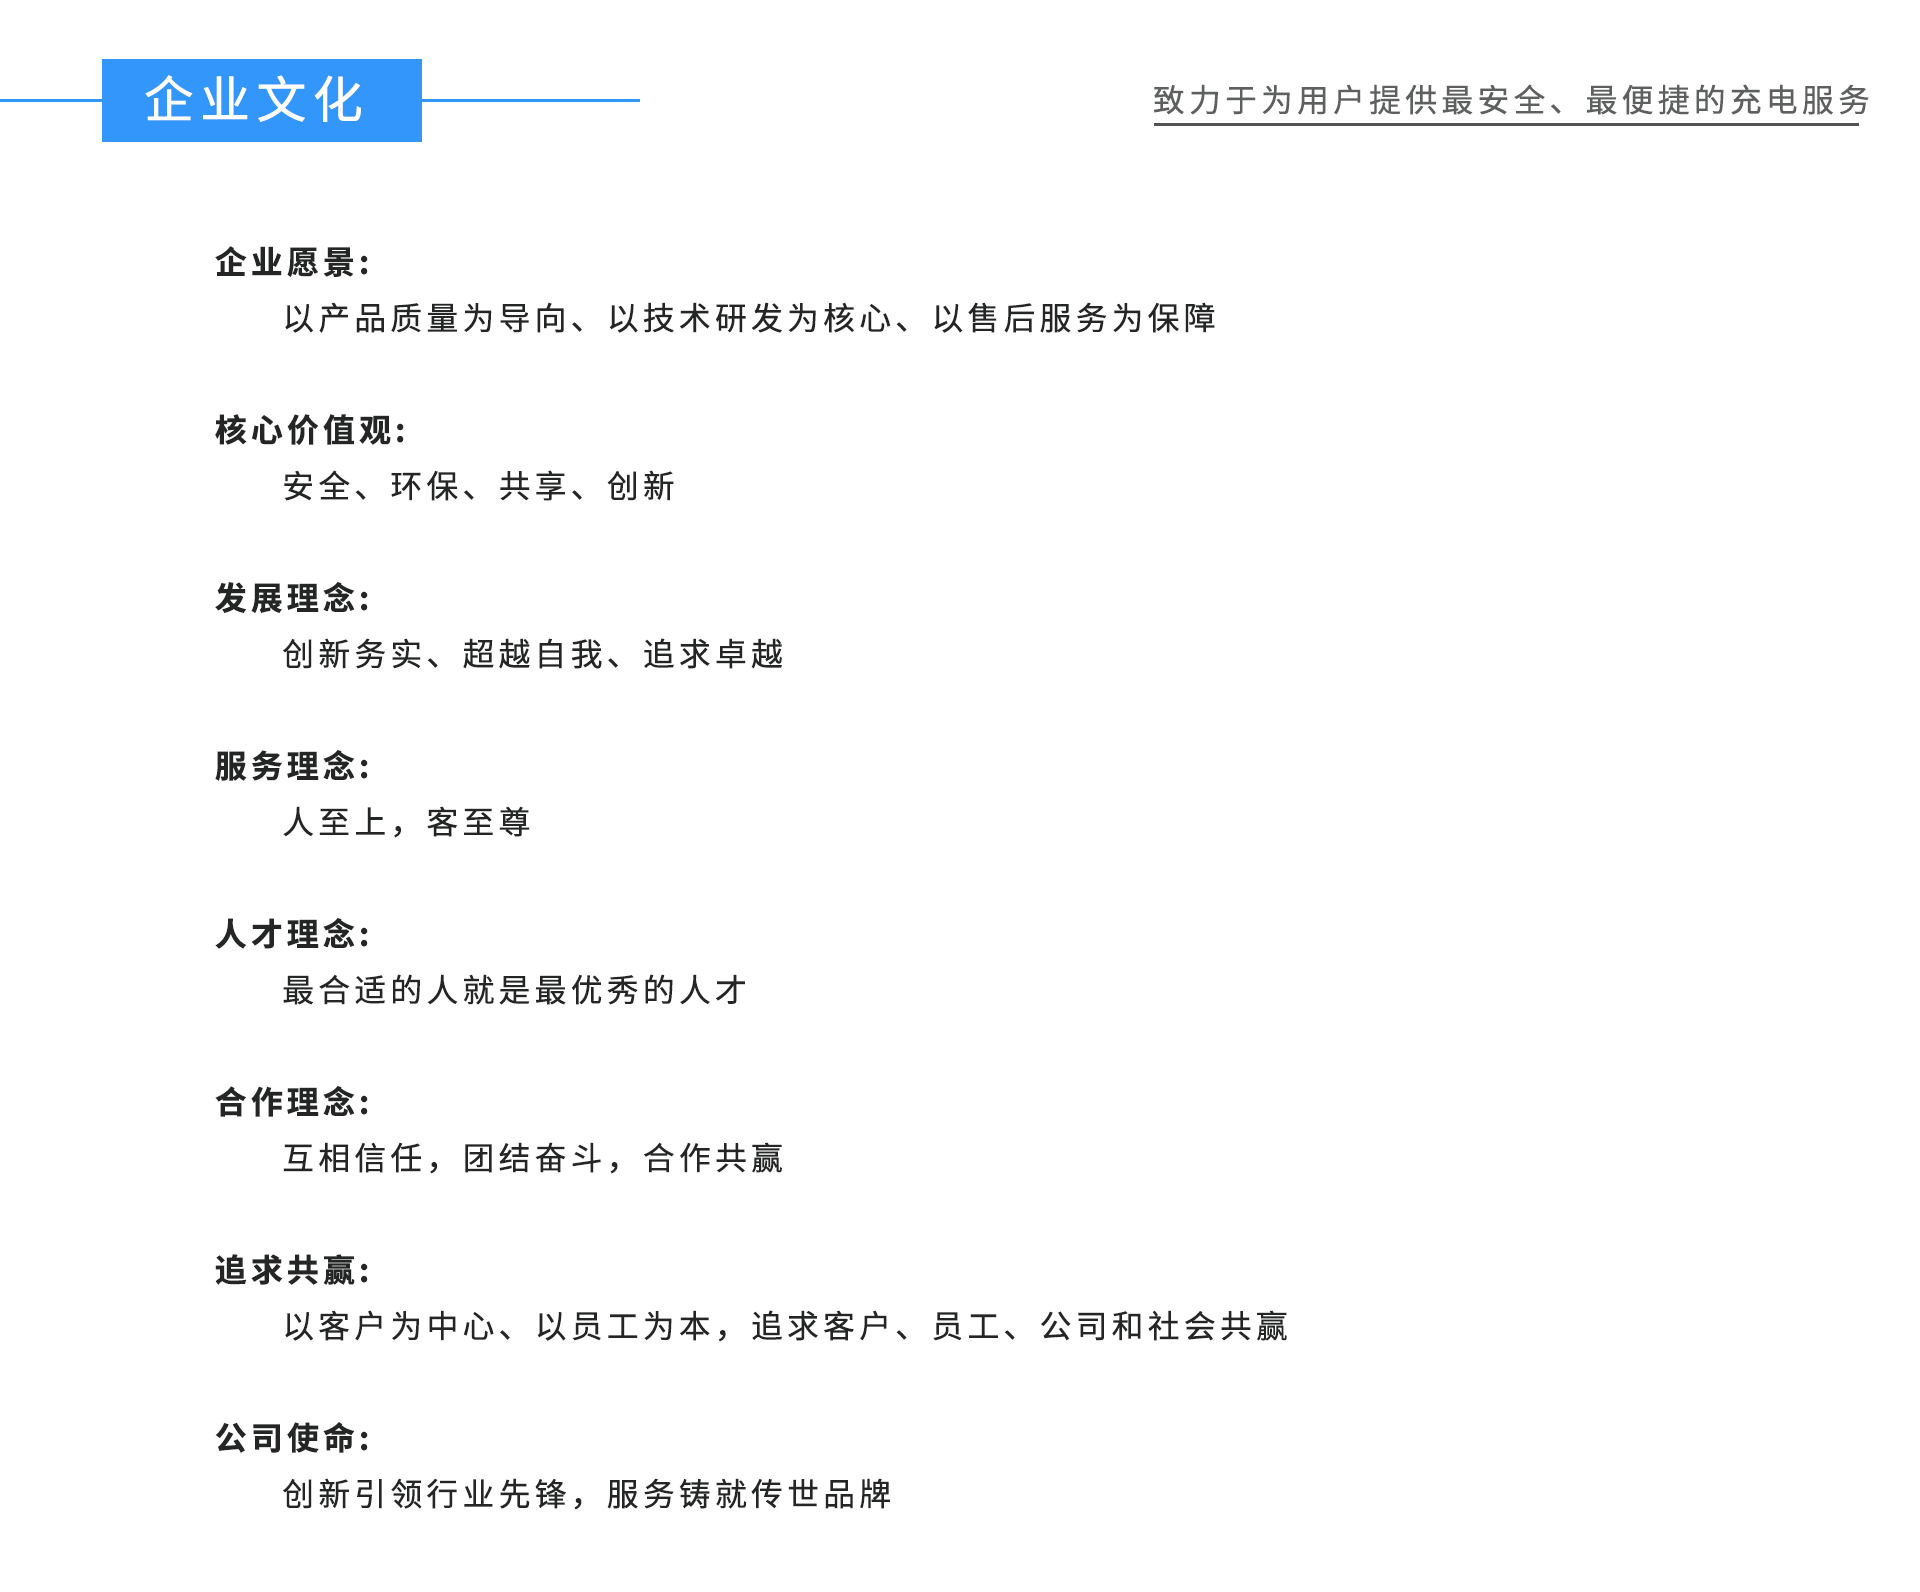 企业文化
致力于为用户提供最安全、最便捷的充电服务
企业愿景:
以产品质量为导向、以技术研发为核心、以售后服务为保障
核心价值观:
安全、环保、共享、创新
发展理念:
创新务实、超越自我、追求卓越
服务理念:
人至上，客至尊
人才理念:
最合适的人就是最优秀的人才
合作理念:
互相信任，团结奋斗，合作共赢
追求共赢:
以客户为中心、以员工为本，追求客户、员工、公司和社会共赢
公司使命:
创新引领行业先锋，服务铸就传世品牌